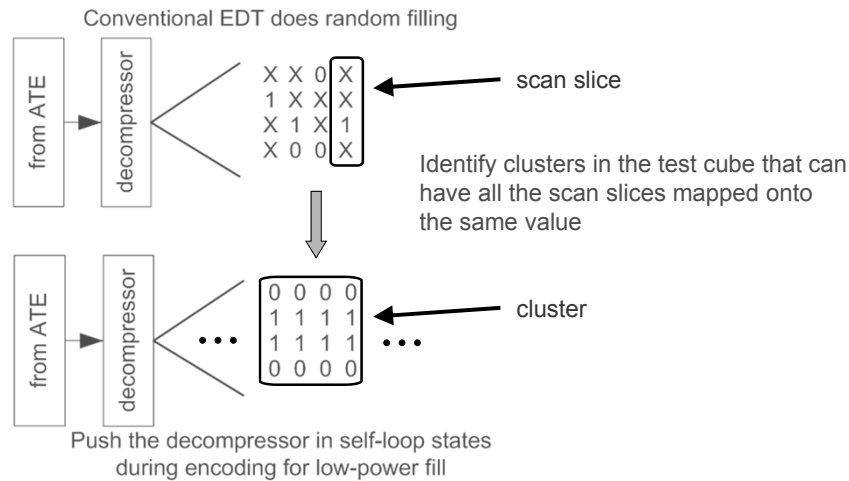 Conventional EDT does random filling
from ATE
decompressor
X X 0 X
1 X X X
X 1 X 1
X 0 0 X
scan slice
Identify clusters in the test cube that can
have all the scan slices mapped onto
the same value
from ATE
decompressor
0 0 0 0
1 1 1 1
1 1 1 1
0 0 0 0
cluster
Push the decompressor in self-loop states
during encoding for low-power fill